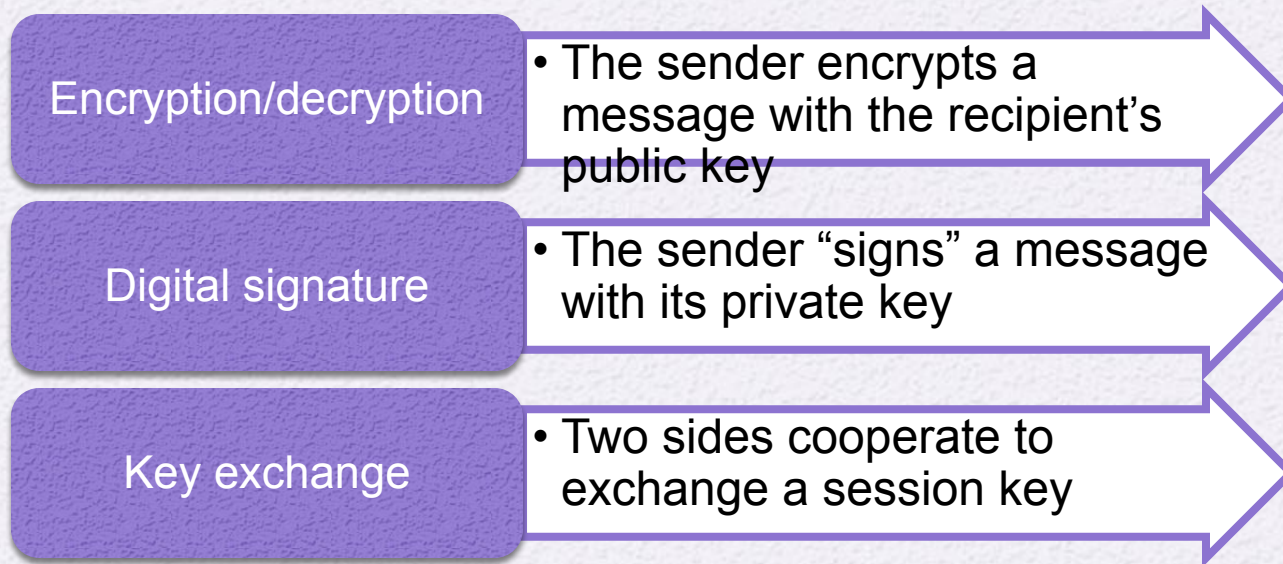 Encryption/decryption
• The sender encrypts a
message with the recipient’s
public key
Digital signature
• The sender “signs” a message
with its private key
Key exchange
• Two sides cooperate to
exchange a session key